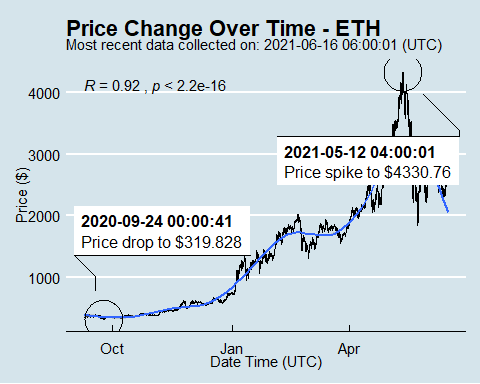 Price Change Over Time - ETH
Most recent data collected on: 2021-06-16 06:00:01 (UTC)
R = 0.92 , p < 2.2e-16
4000
3000
2000
1000
Price ($)
2021-05-12 04:00:01
Price spike to $4330.76
2020-09-24 00:00:41
Price drop to $319.828
Oct
Jan
Apr
Date Time (UTC)